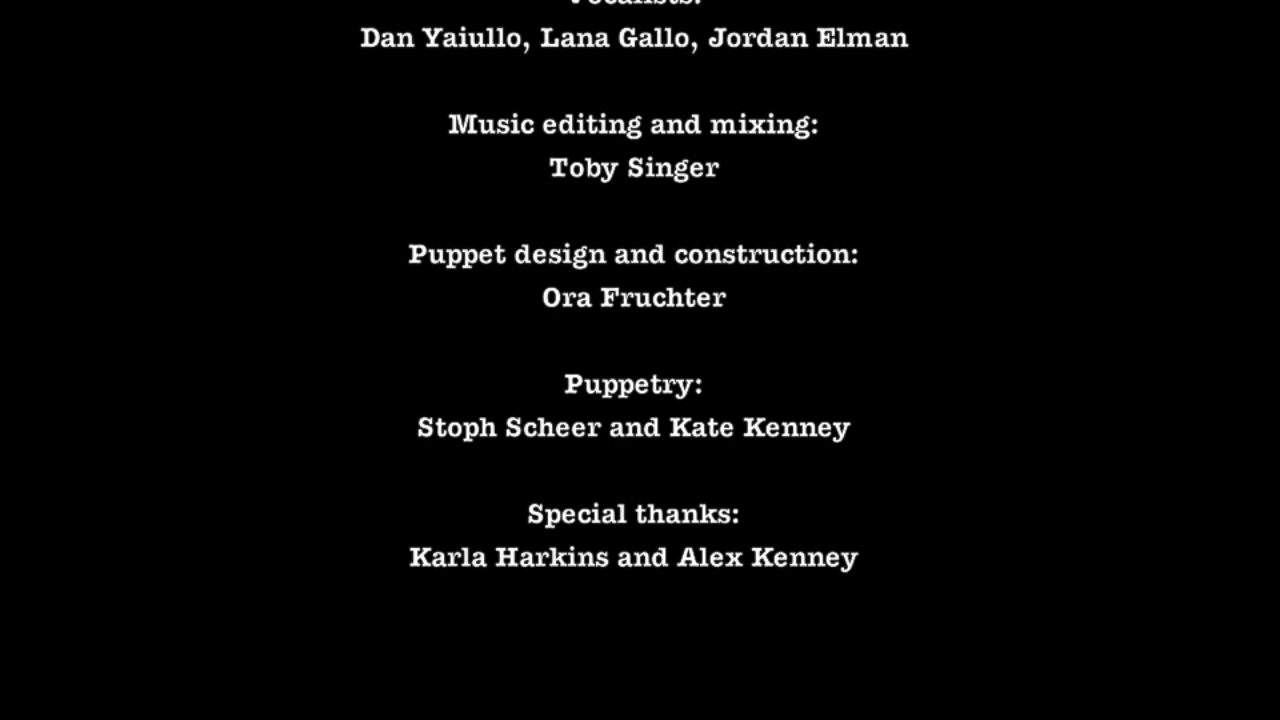 Vocalists:
Dan Yaiullo, Lana Gallo, Jordan Elman
Music editing and mixing:
Toby Singer
Puppet design and construction:
Ora Fruchter
Puppetry:
Stoph Scheer and Kate Kenney
Special thanks:
Karla Harkins and Alex Kenney